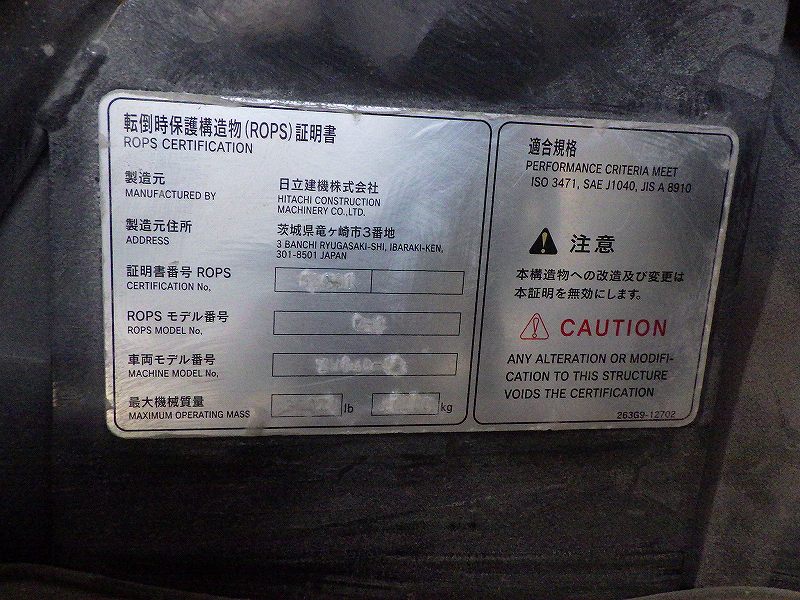 転倒時保護構造物(ROPS)証明書
ROPS CERTIFICATION
製造元
MANUFACTURED BY
日立建機株式会社
HITACHI CONSTRUCTION
MACHINERY CO.,LTD.
製造元住所
ADDRESS
茨城県竜ヶ崎市3番地
3 BANCHI RYUGASAKI-SHI, IBARAKI-KEN,
301-8501 JAPAN
証明書番号 ROPS
CERTIFICATION No.
ROPS モデル番号
ROPS MODEL No.
車両モデル番号
MACHINE MODEL No.
最大機械質量
MAXIMUM OPERATING MASS
lb
kg
適合規格
PERFORMANCE CRITERIA MEET
ISO 3471, SAE J1040, JIS A 8910
注意
本構造物への改造及び変更は
本証明を無効にします。
CAUTION
ANY ALTERATION OR MODIFI-
CATION TO THIS STRUCTURE
VOIDS THE CERTIFICATION
263G9-12702